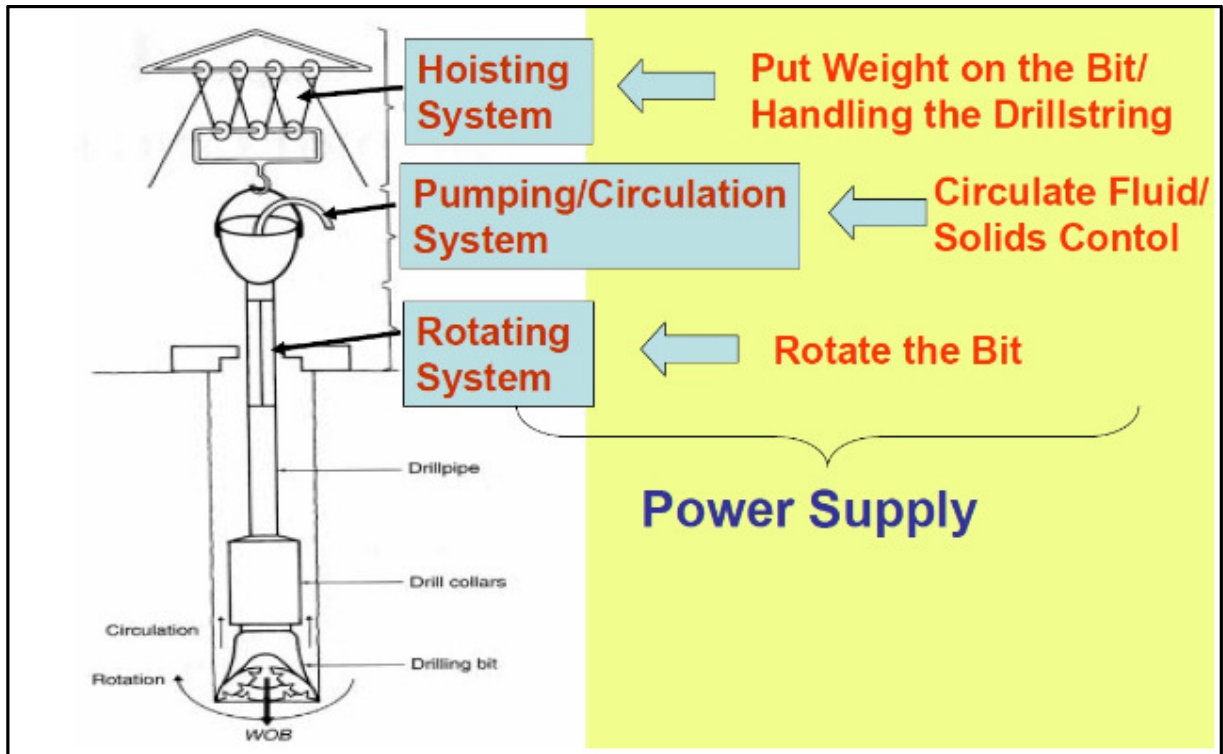 Hoisting
System
Put Weight on the Bit/
Handling the Drillstring
Pumping/Circulation
System
Circulate Fluid/
Solids Contol
Rotating
System
Rotate the Bit
Power Supply
Drillpipe
Drill collars
Circulation
Drilling bit
Rotation
WOB